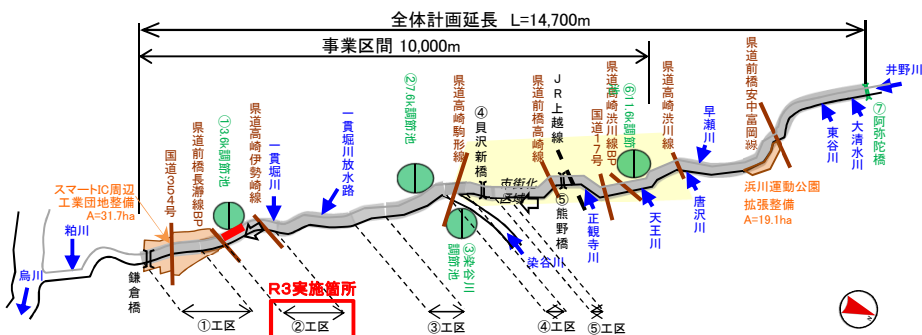 全体計画延長 L=14,700m
事業区間 10,000m
県道前橋長瀞線BP
国道354号
①3.6k調節池
県道高崎伊勢崎線
一貫堀川
一貫堀川放水路
②7.6k調節池
県道高崎駒形線
④貝沢新橋
県道前橋高崎線
JR上越線
国道17号
県道高崎渋川線BP
⑥11.6k調節池
県道高崎渋川線
早瀬川
県道前橋安中富岡線
井野川
⑦阿弥陀橋
大清水川
東谷川
スマートIC周辺
工業団地整備
A=31.7ha
粕川
烏川
鎌倉橋
市街化
区域
⑤熊野橋
正観寺川
天王川
唐沢川
浜川運動公園
拡張整備
A=19.1ha
③染谷川
調節池
染谷川
R3実施箇所
①工区
②工区
③工区
④工区
⑤工区
N